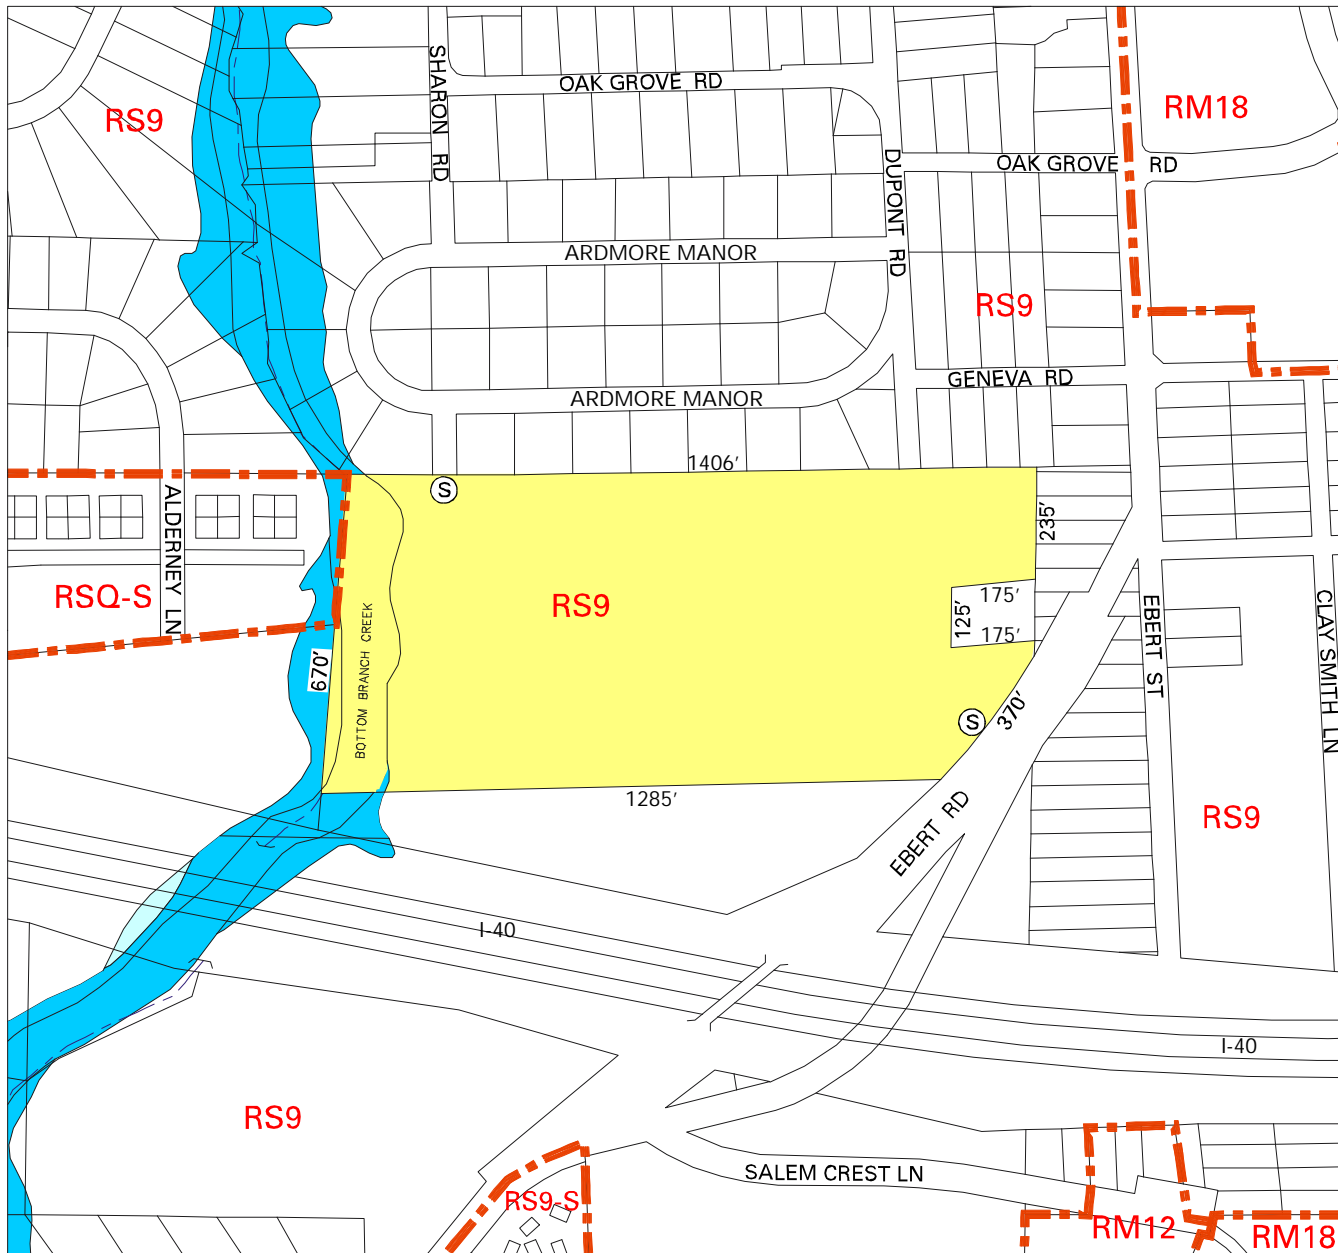 SHARON RD
OAK GROVE RD
RS9
RM18
DUPONT RD
OAK GROVE RD
ARDMORE MANOR
RS9
GENEVA RD
ARDMORE MANOR
1406'
S
ALDERNEY LN
235'
RSQ-S
RS9
175'
125'
175'
EBERT ST
CLAY SMITH LN
BOTTOM BRANCH CREEK
670'
S
370'
1285'
EBERT RD
RS9
I-40
I-40
RS9
SALEM CREST LN
RS9-S
RM12
RM18